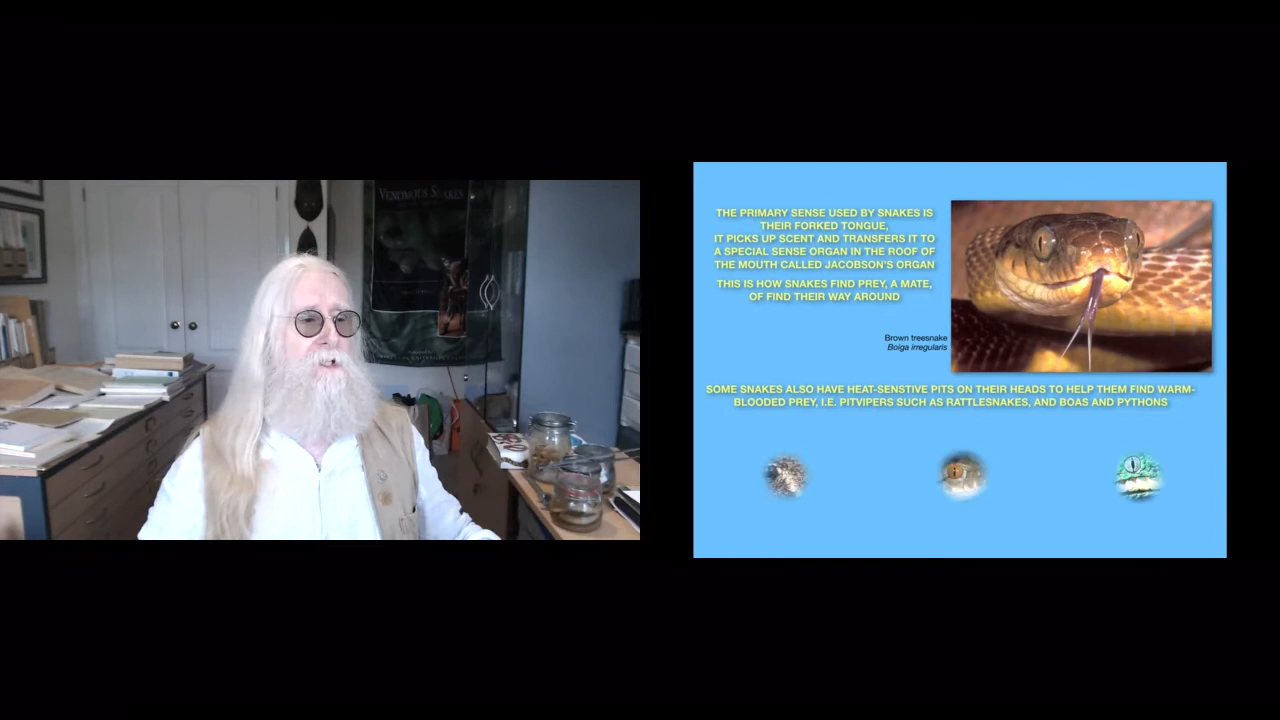 VENOMOUS SNAKES
THE PRIMARY SENSE USED BY SNAKES IS
THEIR FORKED TONGUE,
IT PICKS UP SCENT AND TRANSFERS IT TO
A SPECIAL SENSE ORGAN IN THE ROOF OF
THE MOUTH CALLED JACOBSON'S ORGAN
THIS IS HOW SNAKES FIND PREY, A MATE,
OF FIND THEIR WAY AROUND
Brown treesnake
Boiga irregularis
SOME SNAKES ALSO HAVE HEAT-SENSTIVE PITS ON THEIR HEADS TO HELP THEM FIND WARM-
BLOODED PREY, I.E. PITVIPERS SUCH AS RATTLESNAKES, AND BOAS AND PYTHONS